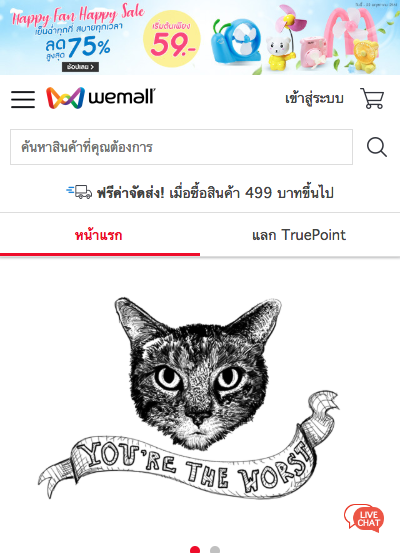 Happy Fan Happy Sale
เย็นฉ่ำทุกที่ สบายทุกเวลา
ลด
สูงสุด 75%
ช้อปเลย >
เริ่มต้นเพียง
59.-
wemall
เข้าสู่ระบบ
ค้นหาสินค้าที่คุณต้องการ
ฟรีค่าจัดส่ง! เมื่อซื้อสินค้า 499 บาทขึ้นไป
หน้าแรก
แลก TruePoint
YOU'RE THE WORST
LIVE
CHAT